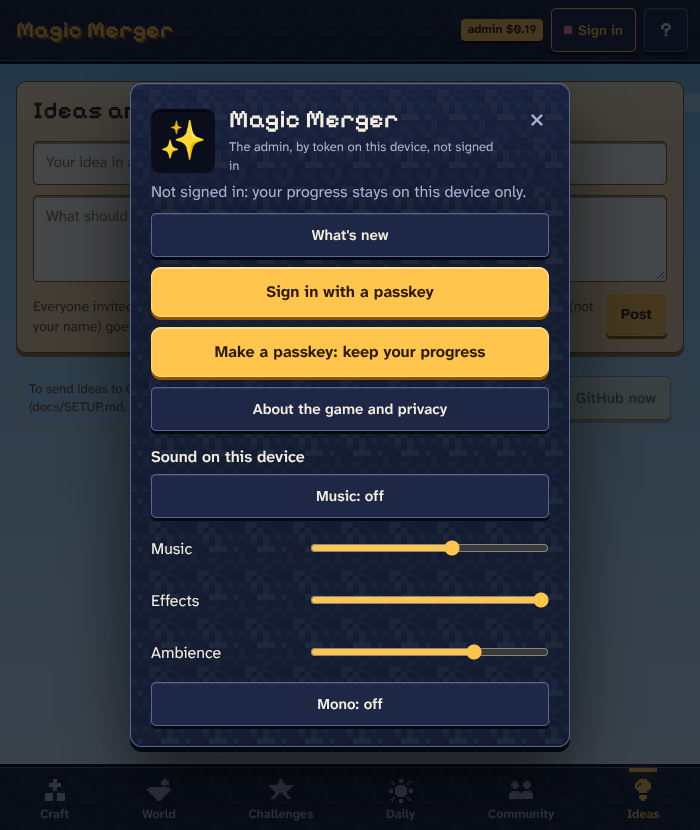 Magic Merger
admin $0.19
Sign in
?
Ideas an
Magic Merger
×
The admin, by token on this device, not signed
in
Your idea in
Not signed in: your progress stays on this device only.
What should
What's new
Sign in with a passkey
Everyone invited
(not
your name) goe
Post
Make a passkey: keep your progress
To send ideas to
(docs/SETUP.md,
GitHub now
About the game and privacy
Sound on this device
Music: off
Music
Effects
Ambience
Mono: off
Craft
World
Challenges
Daily
Community
Ideas